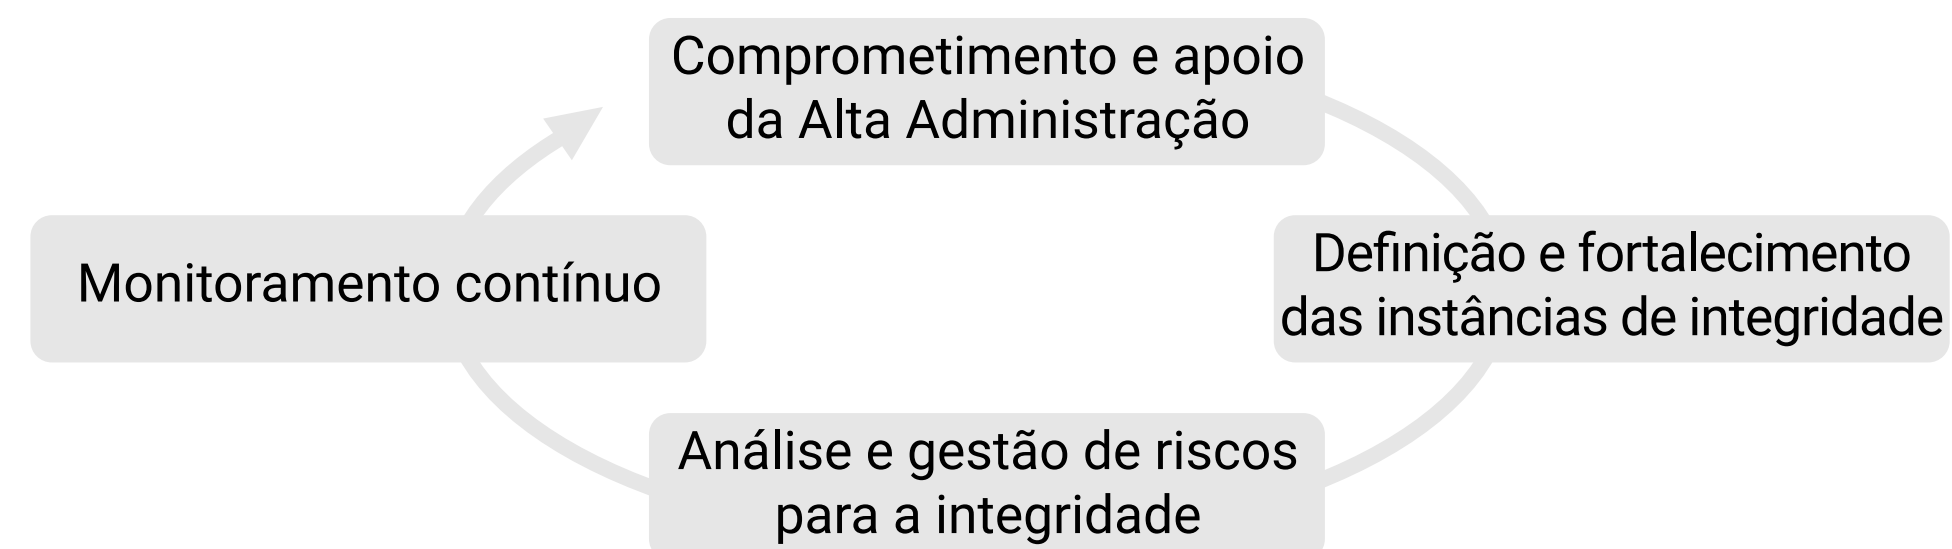 Comprometimento e apoio
da Alta Administração
Monitoramento contínuo
Definição e fortalecimento
das instâncias de integridade
Análise e gestão de riscos
para a integridade